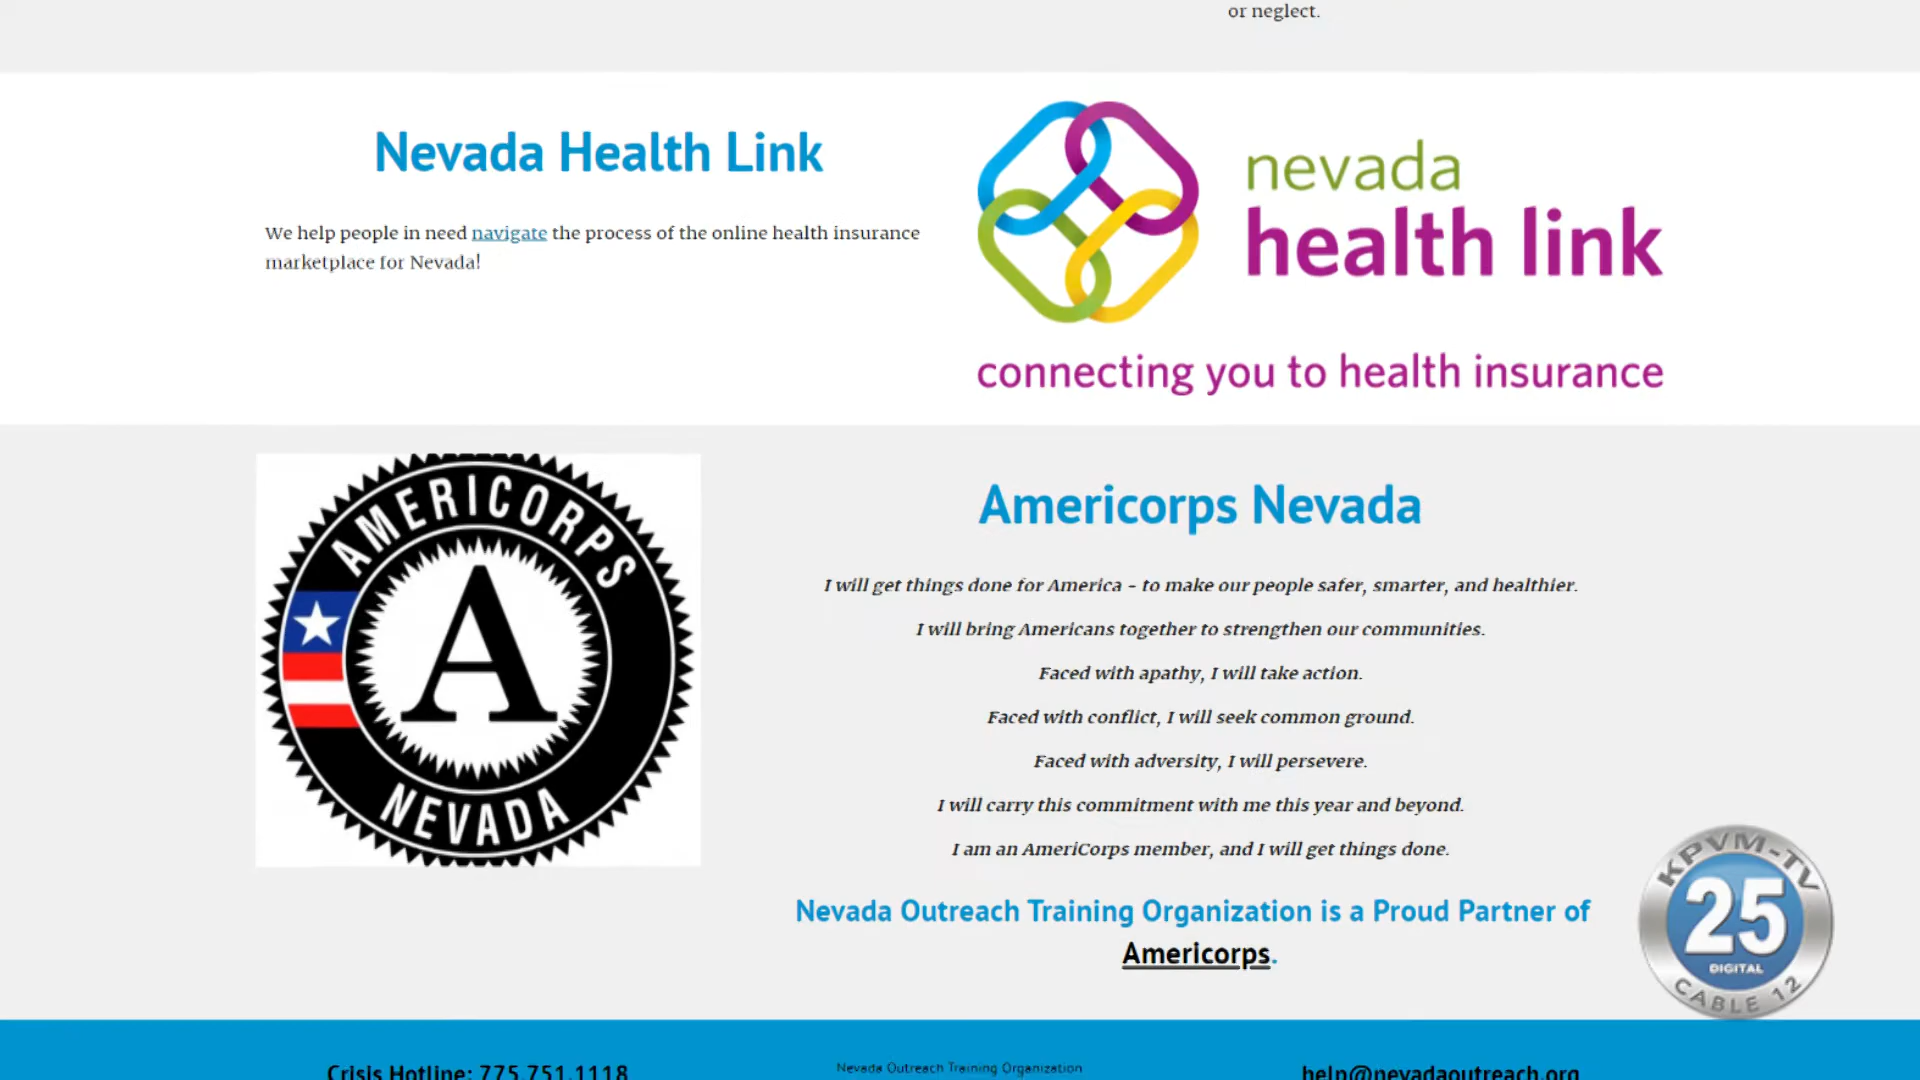 or neglect.
Nevada Health Link
We help people in need navigate the process of the online health insurance
marketplace for Nevada!
nevada
health link
connecting you to health insurance
AMERICORPS
A
NEVADA
Americorps Nevada
I will get things done for America – to make our people safer, smarter, and healthier.
I will bring Americans together to strengthen our communities.
Faced with apathy, I will take action.
Faced with conflict, I will seek common ground.
Faced with adversity, I will persevere.
I will carry this commitment with me this year and beyond.
I am an AmeriCorps member, and I will get things done.
Nevada Outreach Training Organization is a Proud Partner of
Americorps.
KPVM-TV
25
DIGITAL
CABLE 12
Crisis Hotline: 775.751.1118
Nevada Outreach Training Organization
help@nevadaoutreach.org